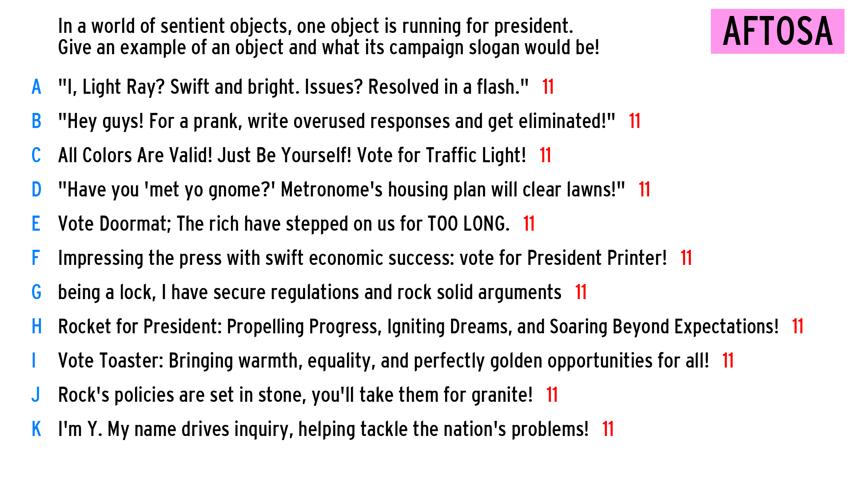 In a world of sentient objects, one object is running for president.
Give an example of an object and what its campaign slogan would be!
AFTOSA
A "I, Light Ray? Swift and bright. Issues? Resolved in a flash." 11
B "Hey guys! For a prank, write overused responses and get eliminated!" 11
C All Colors Are Valid! Just Be Yourself! Vote for Traffic Light! 11
D "Have you 'met yo gnome?' Metronome's housing plan will clear lawns!" 11
E Vote Doormat; The rich have stepped on us for TOO LONG. 11
F Impressing the press with swift economic success: vote for President Printer! 11
G being a lock, I have secure regulations and rock solid arguments 11
H Rocket for President: Propelling Progress, Igniting Dreams, and Soaring Beyond Expectations! 11
I Vote Toaster: Bringing warmth, equality, and perfectly golden opportunities for all! 11
J Rock's policies are set in stone, you'll take them for granite! 11
K I'm Y. My name drives inquiry, helping tackle the nation's problems! 11